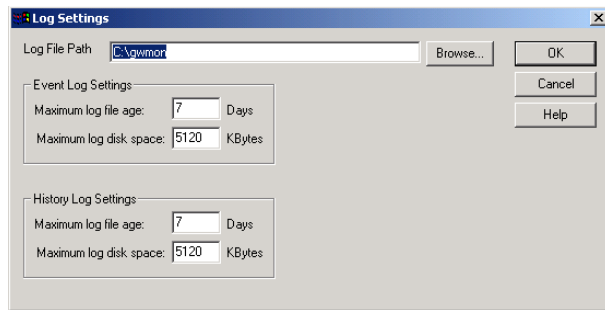 Log Settings
Log File Path C:\gwmon Browse... OK
Cancel
Help
Event Log Settings
Maximum log file age: 7 Days
Maximum log disk space: 5120 KBytes
History Log Settings
Maximum log file age: 7 Days
Maximum log disk space: 5120 KBytes